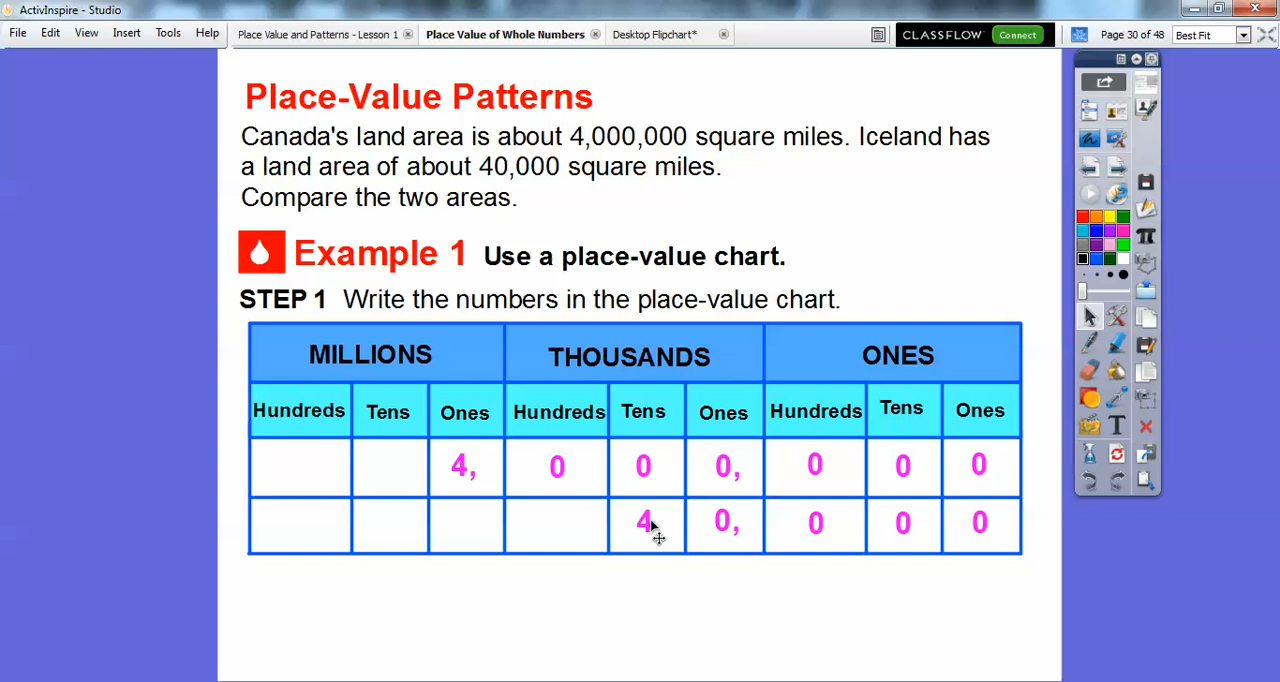 ActivInspire - Studio
File Edit View Insert Tools Help
Place Value and Patterns - Lesson 1
Place Value of Whole Numbers
Desktop Flipchart*
CLASSFLOW Connect
Page 30 of 48
Best Fit
Place-Value Patterns
Canada's land area is about 4,000,000 square miles. Iceland has
a land area of about 40,000 square miles.
Compare the two areas.
Example 1 Use a place-value chart.
STEP 1 Write the numbers in the place-value chart.
MILLIONS THOUSANDS ONES
Hundreds Tens Ones Hundreds Tens Ones Hundreds Tens Ones
4, 0 0 0, 0 0 0
4 0, 0 0 0